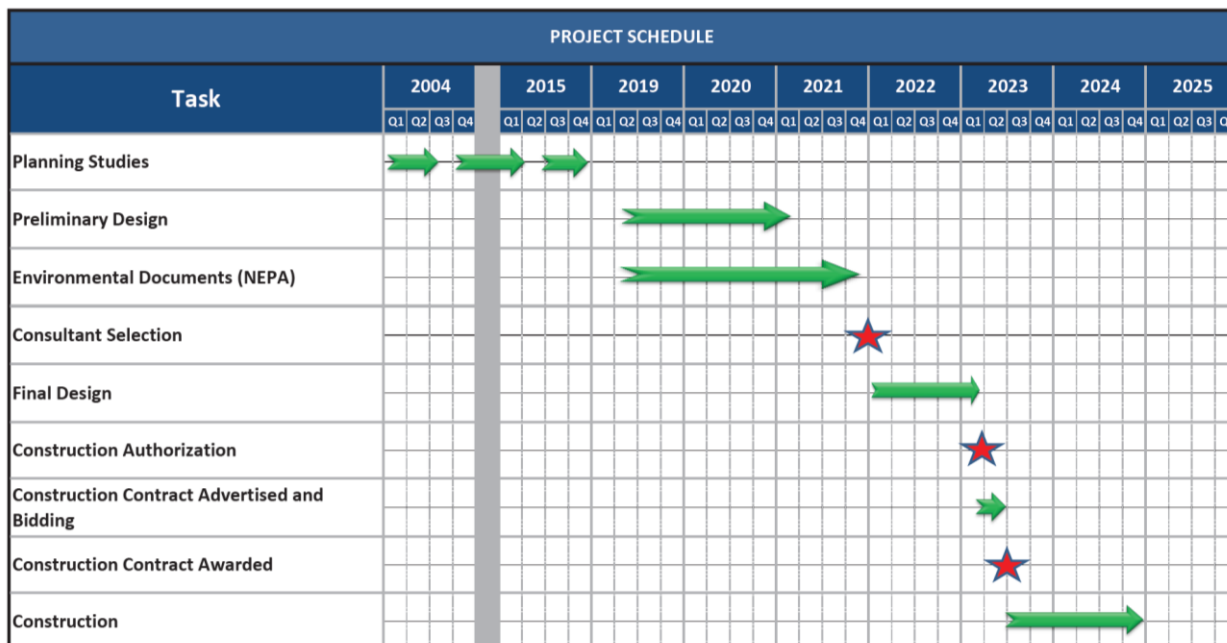 PROJECT SCHEDULE
Task 2004 2015 2019 2020 2021 2022 2023 2024 2025
Q1 Q2 Q3 Q4 Q1 Q2 Q3 Q4 Q1 Q2 Q3 Q4 Q1 Q2 Q3 Q4 Q1 Q2 Q3 Q4 Q1 Q2 Q3 Q4 Q1 Q2 Q3 Q4 Q1 Q2 Q3 Q4 Q1 Q2 Q3
Planning Studies
Preliminary Design
Environmental Documents (NEPA)
Consultant Selection
Final Design
Construction Authorization
Construction Contract Advertised and
Bidding
Construction Contract Awarded
Construction